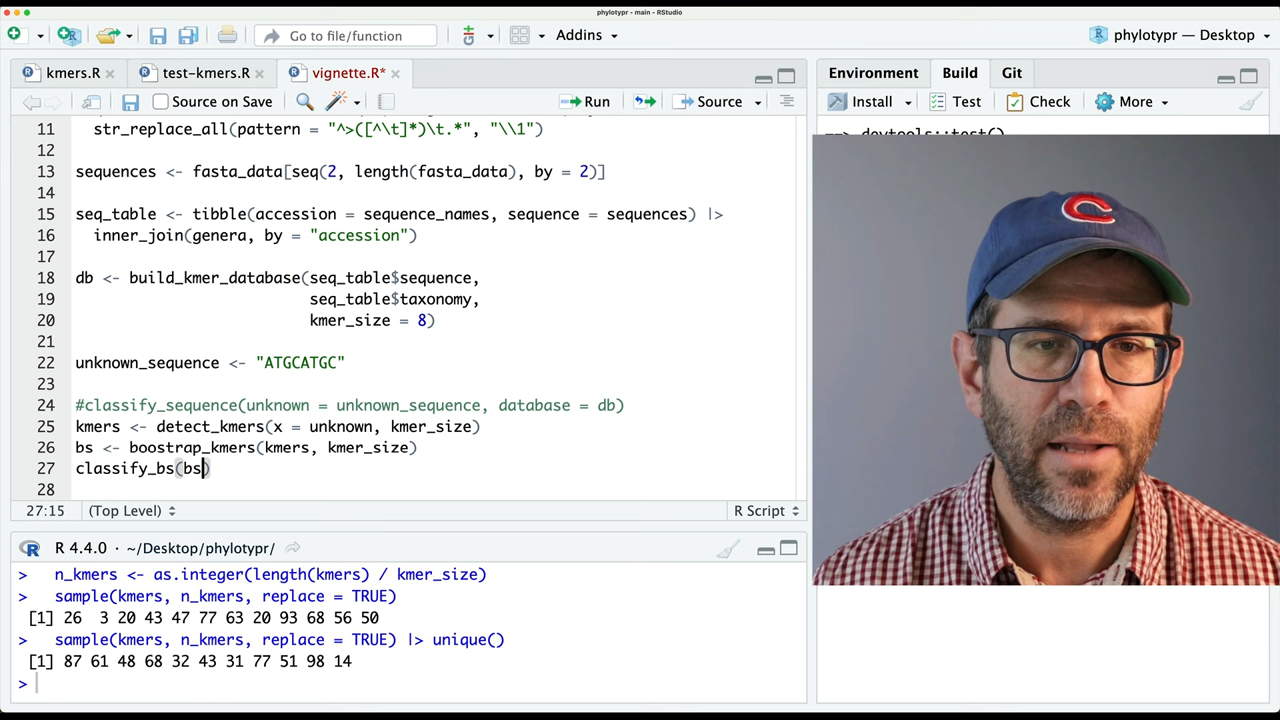 phylotypr - main - RStudio
Go to file/function
Addins
phylotypr — Desktop
kmers.R
test-kmers.R
vignette.R*
Environment
Build
Git
Source on Save
Run
Source
Install
Test
Check
More
==> devtools::test()
11 str_replace_all(pattern = "^>([^\t]*)\t.*", "\\1")
12
13 sequences <- fasta_data[seq(2, length(fasta_data), by = 2)]
14
15 seq_table <- tibble(accession = sequence_names, sequence = sequences) |>
16 inner_join(genera, by = "accession")
17
18 db <- build_kmer_database(seq_table$sequence,
19 seq_table$taxonomy,
20 kmer_size = 8)
21
22 unknown_sequence <- "ATGCATGC"
23
24 #classify_sequence(unknown = unknown_sequence, database = db)
25 kmers <- detect_kmers(x = unknown, kmer_size)
26 bs <- boostrap_kmers(kmers, kmer_size)
27 classify_bs(bs)
28
27:15 (Top Level) R Script
R 4.4.0 · ~/Desktop/phylotypr/
> n_kmers <- as.integer(length(kmers) / kmer_size)
> sample(kmers, n_kmers, replace = TRUE)
[1] 26 3 20 43 47 77 63 20 93 68 56 50
> sample(kmers, n_kmers, replace = TRUE) |> unique()
[1] 87 61 48 68 32 43 31 77 51 98 14
>